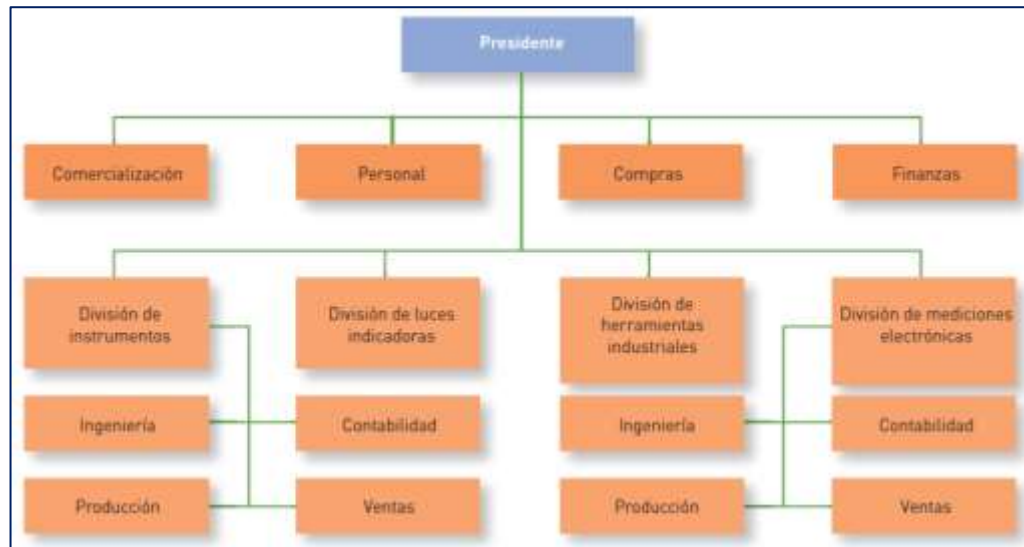 Presidente
Comercialización
Personal
Compras
Finanzas
División de
instrumentos
División de luces
indicadoras
División de
herramientas
industriales
División de mediciones
electrónicas
Ingeniería
Contabilidad
Ingeniería
Contabilidad
Producción
Ventas
Producción
Ventas